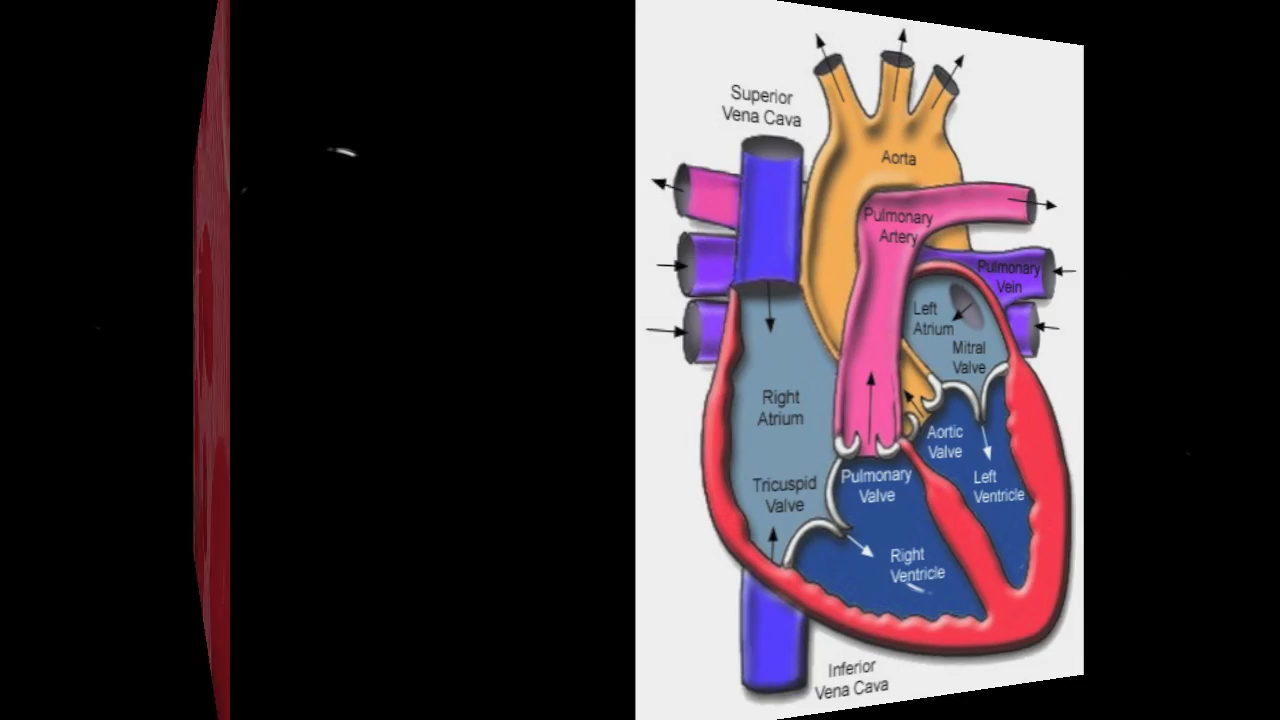 Superior
Vena Cava
Aorta
Pulmonary
Artery
Pulmonary
Vein
Left
Atrium
Mitral
Valve
Right
Atrium
Aortic
Valve
Tricuspid
Valve
Pulmonary
Valve
Left
Ventricle
Right
Ventricle
Inferior
Vena Cava